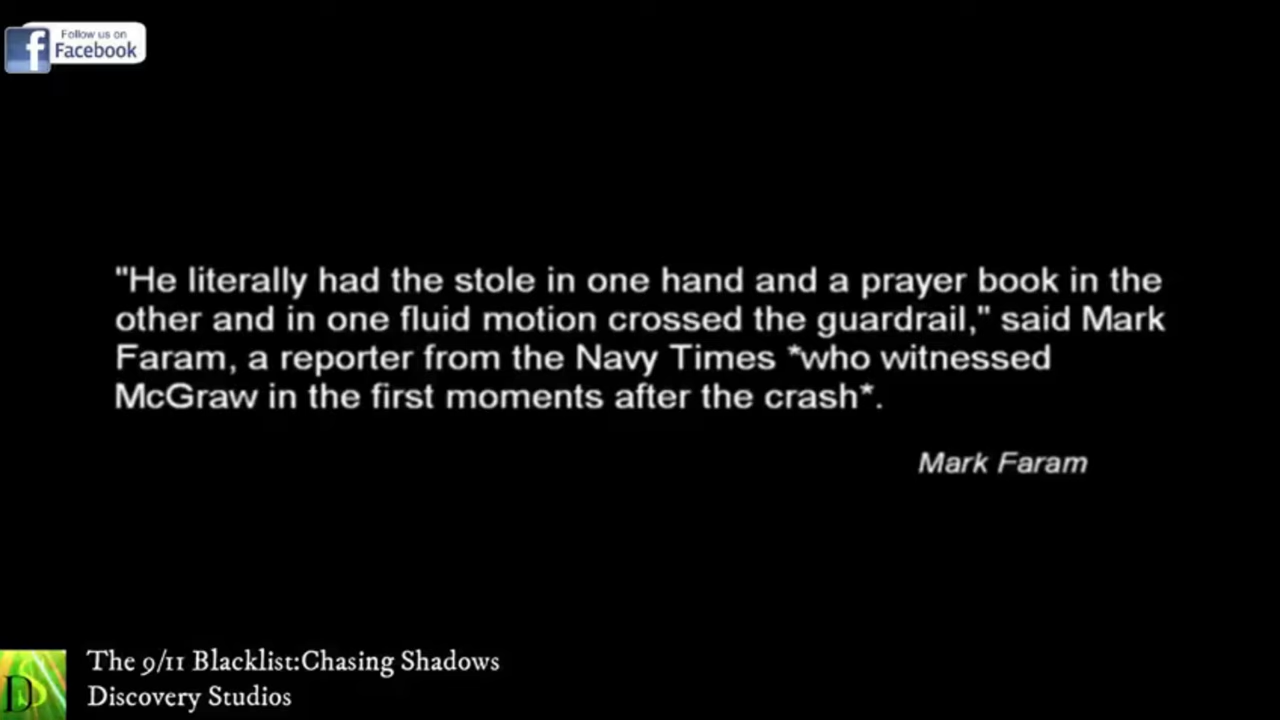 Follow us on
Facebook
"He literally had the stole in one hand and a prayer book in the
other and in one fluid motion crossed the guardrail," said Mark
Faram, a reporter from the Navy Times *who witnessed
McGraw in the first moments after the crash*.
Mark Faram
The 9/11 Blacklist:Chasing Shadows
Discovery Studios